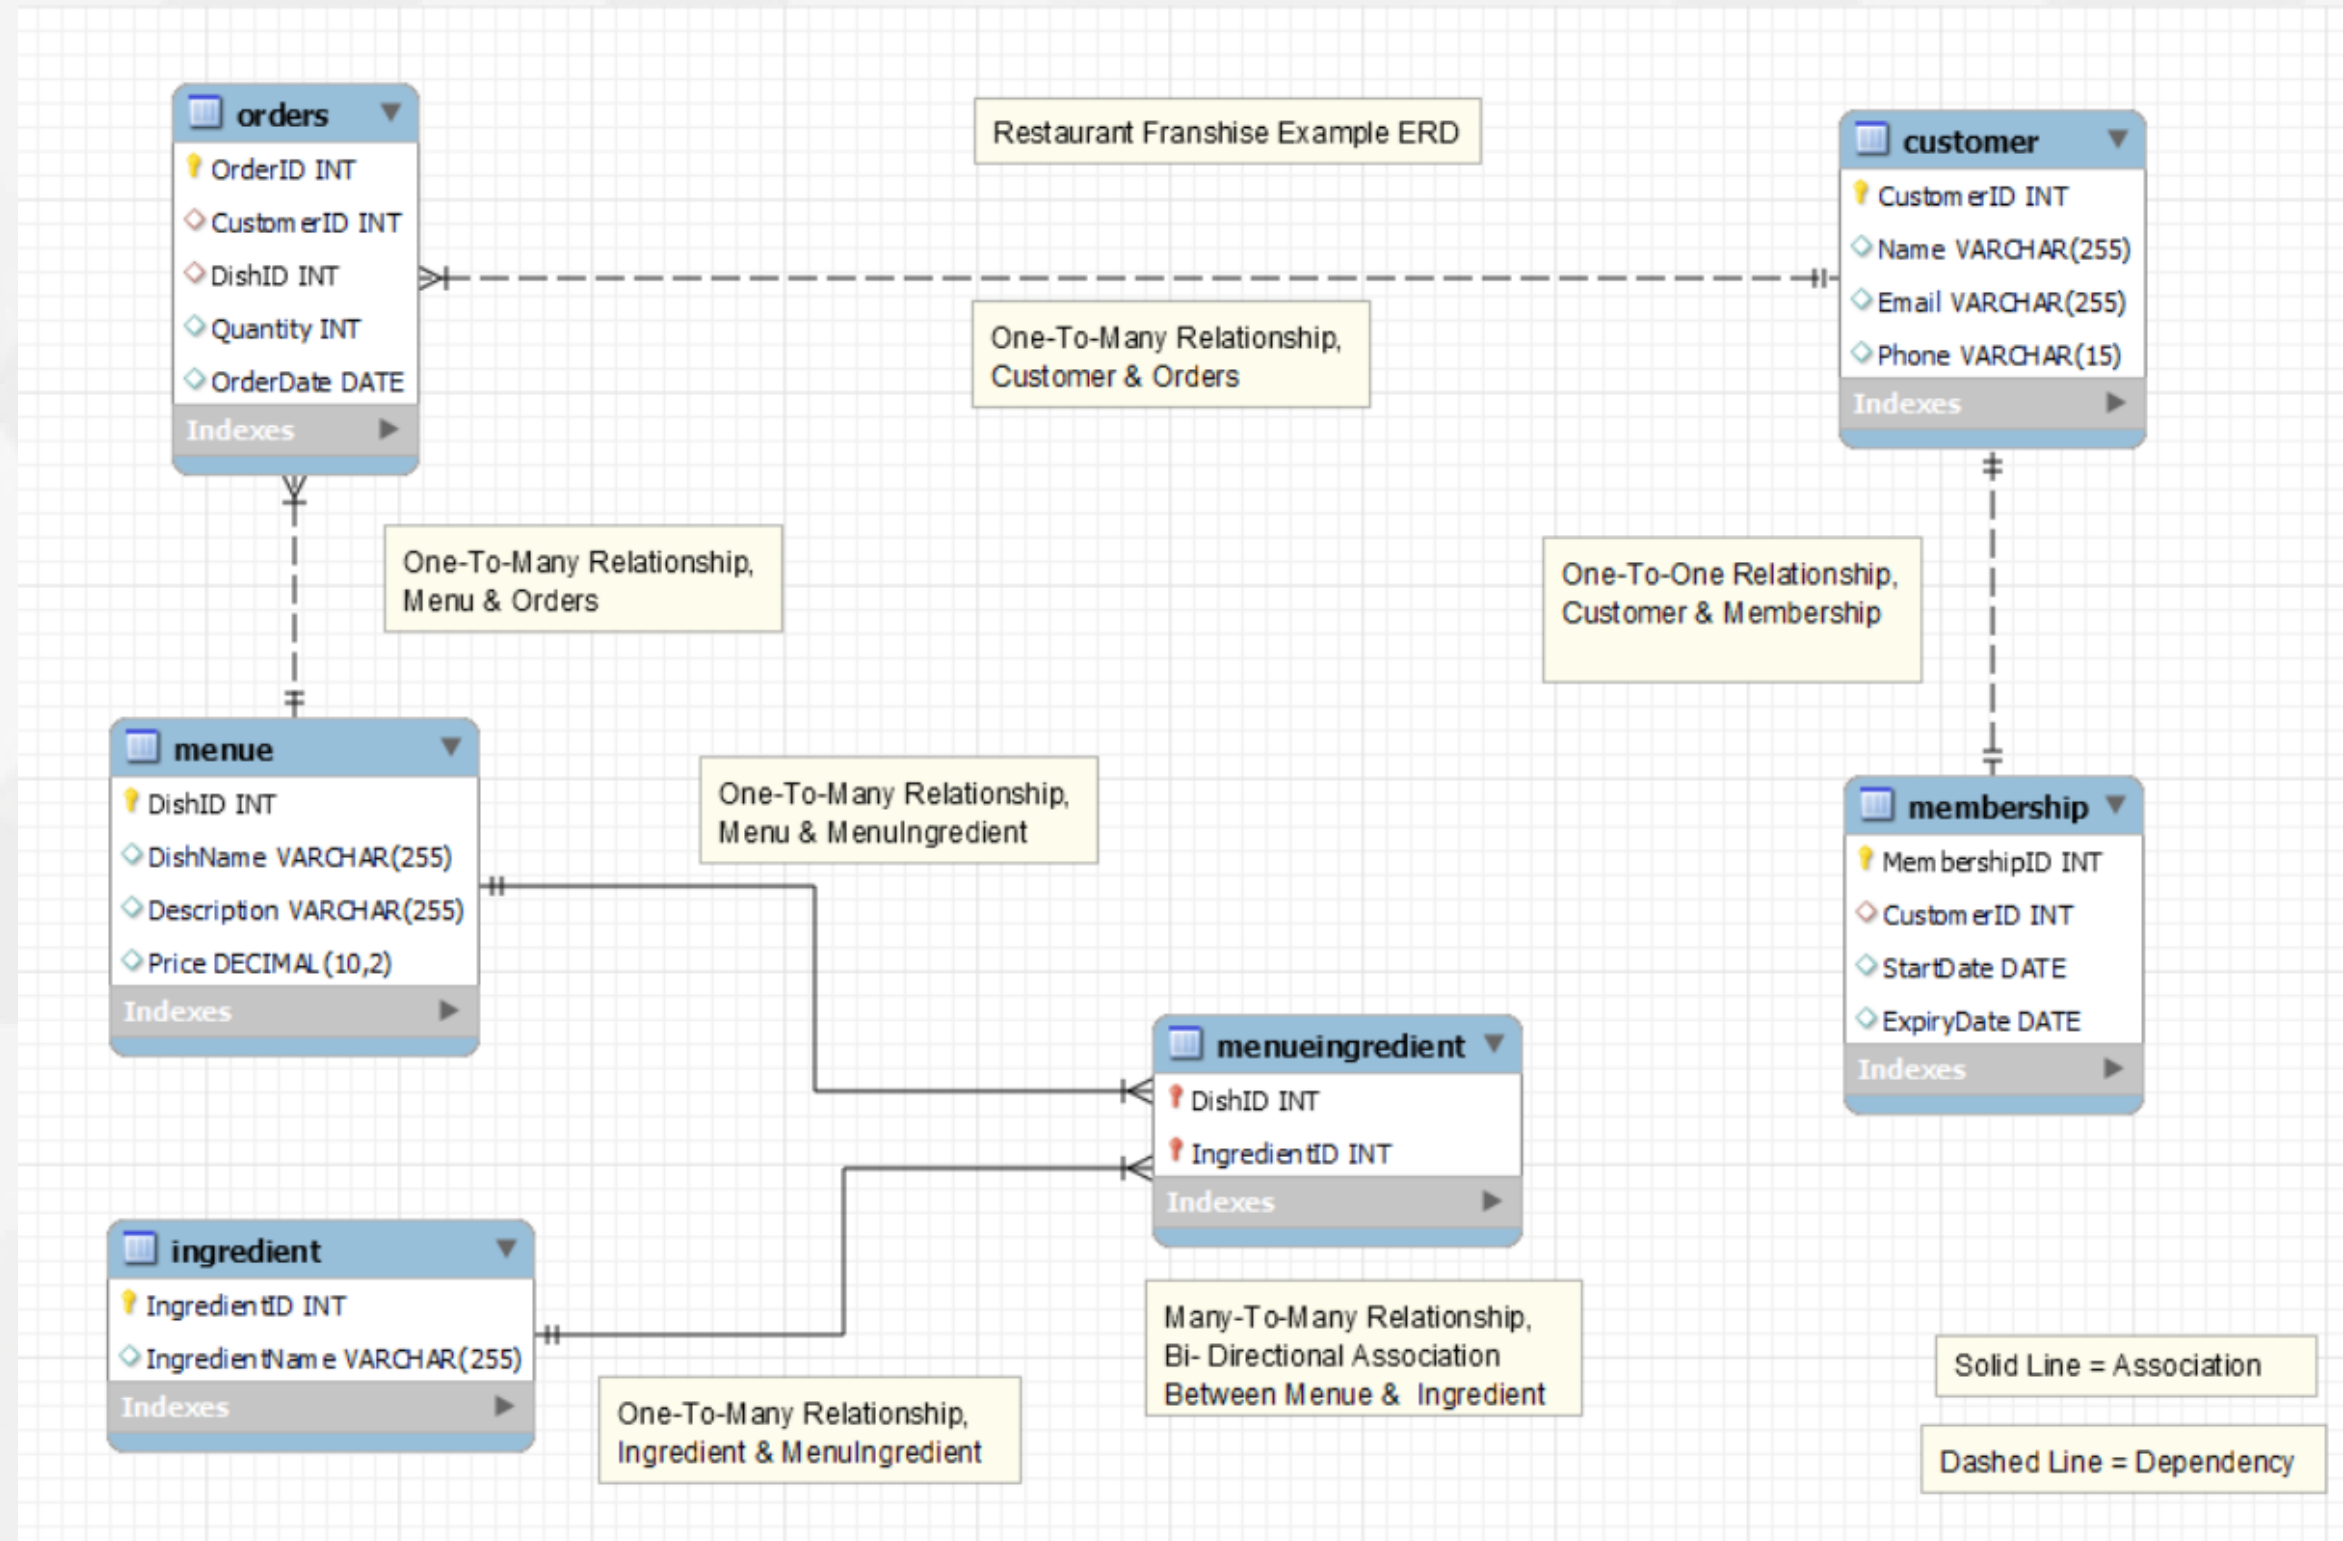 orders
OrderID INT
CustomerID INT
DishID INT
Quantity INT
OrderDate DATE
Indexes
Restaurant Franshise Example ERD
customer
CustomerID INT
Name VARCHAR(255)
Email VARCHAR(255)
Phone VARCHAR(15)
Indexes
One-To-Many Relationship,
Customer & Orders
One-To-Many Relationship,
Menu & Orders
One-To-One Relationship,
Customer & Membership
menue
DishID INT
DishName VARCHAR(255)
Description VARCHAR(255)
Price DECIMAL(10,2)
Indexes
One-To-Many Relationship,
Menu & MenuIngredient
membership
MembershipID INT
CustomerID INT
StartDate DATE
ExpiryDate DATE
Indexes
menueingredient
DishID INT
IngredientID INT
Indexes
ingredient
IngredientID INT
IngredientName VARCHAR(255)
Indexes
One-To-Many Relationship,
Ingredient & MenuIngredient
Many-To-Many Relationship,
Bi- Directional Association
Between Menue & Ingredient
Solid Line = Association
Dashed Line = Dependency